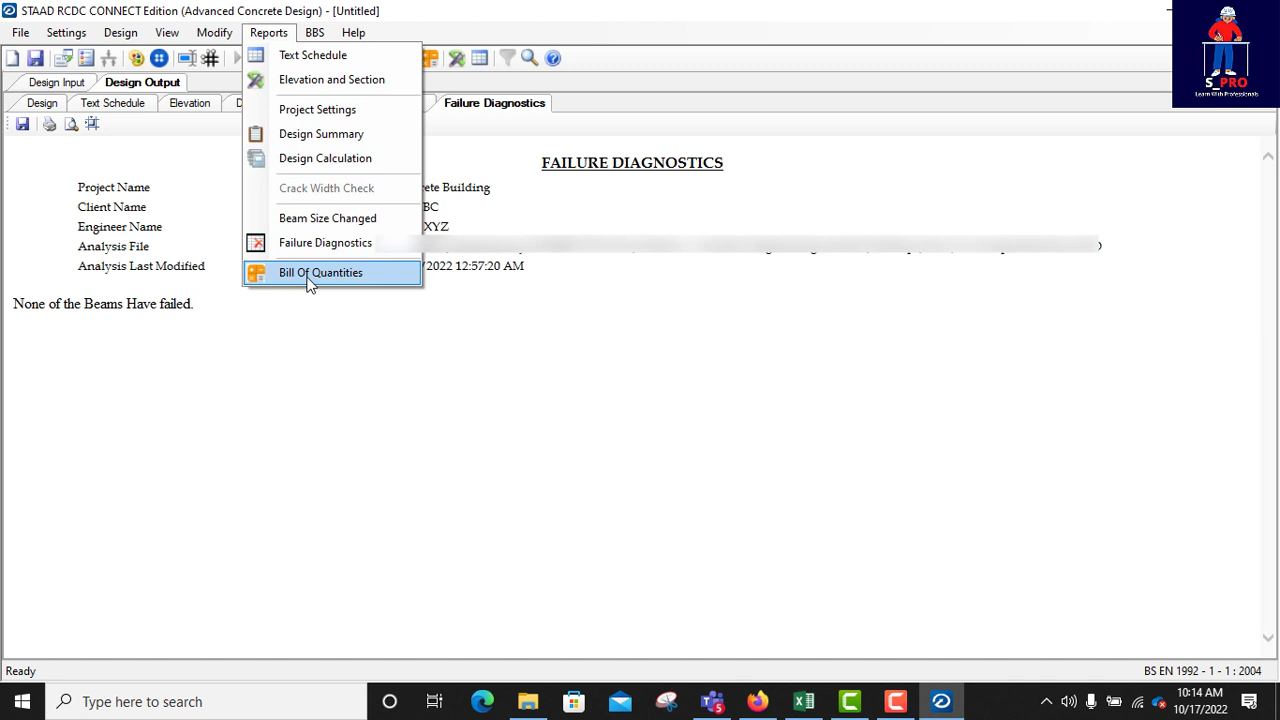 STAAD RCDC CONNECT Edition (Advanced Concrete Design) - [Untitled]
File Settings Design View Modify Reports BBS Help
Text Schedule
Elevation and Section
Project Settings
Design Summary
Design Calculation
Crack Width Check
Beam Size Changed
Failure Diagnostics
Bill Of Quantities
Design Input Design Output
Design Text Schedule Elevation D Failure Diagnostics
FAILURE DIAGNOSTICS
Project Name crete Building
Client Name BC
Engineer Name XYZ
Analysis File
Analysis Last Modified /2022 12:57:20 AM
None of the Beams Have failed.
S_PRO
Learn With Professionals
Ready BS EN 1992 - 1 - 1 : 2004
Type here to search
10:14 AM
10/17/2022